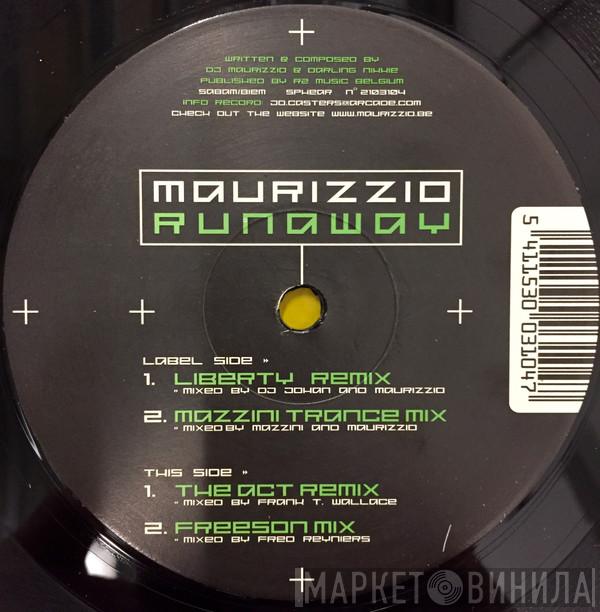 WRITTEN & COMPOSED BY
DJ MAURIZZIO & DARLING NIKKIE
PUBLISHED BY R2 MUSIC BELGIUM
SABAM/BIEM SPHEAR N° 2103104
INFO RECORD: JO.CASTERS@ARCADE.COM
CHECK OUT THE WEBSITE WWW.MAURIZZIO.BE
MAURIZZIO
RUNAWAY
5 411530 031047
LABEL SIDE »
1. LIBERTY REMIX
» MIXED BY DJ JOHAN AND MAURIZZIO
2. MAZZINI TRANCE MIX
» MIXED BY MAZZINI AND MAURIZZIO
THIS SIDE »
1. THE ACT REMIX
» MIXED BY FRANK T. WALLACE
2. FREESON MIX
» MIXED BY FRED REYNIERS
МАРКЕТ ВИНИЛА